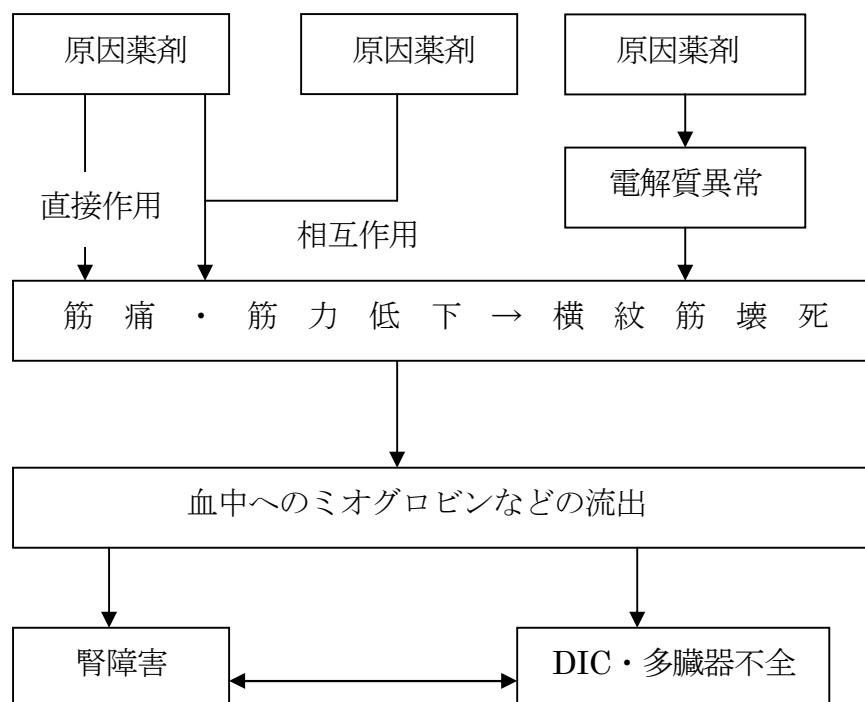 原因薬剤
原因薬剤
原因薬剤
電解質異常
直接作用
相互作用
筋痛・筋力低下→横紋筋壊死
血中へのミオグロビンなどの流出
腎障害
DIC・多臓器不全